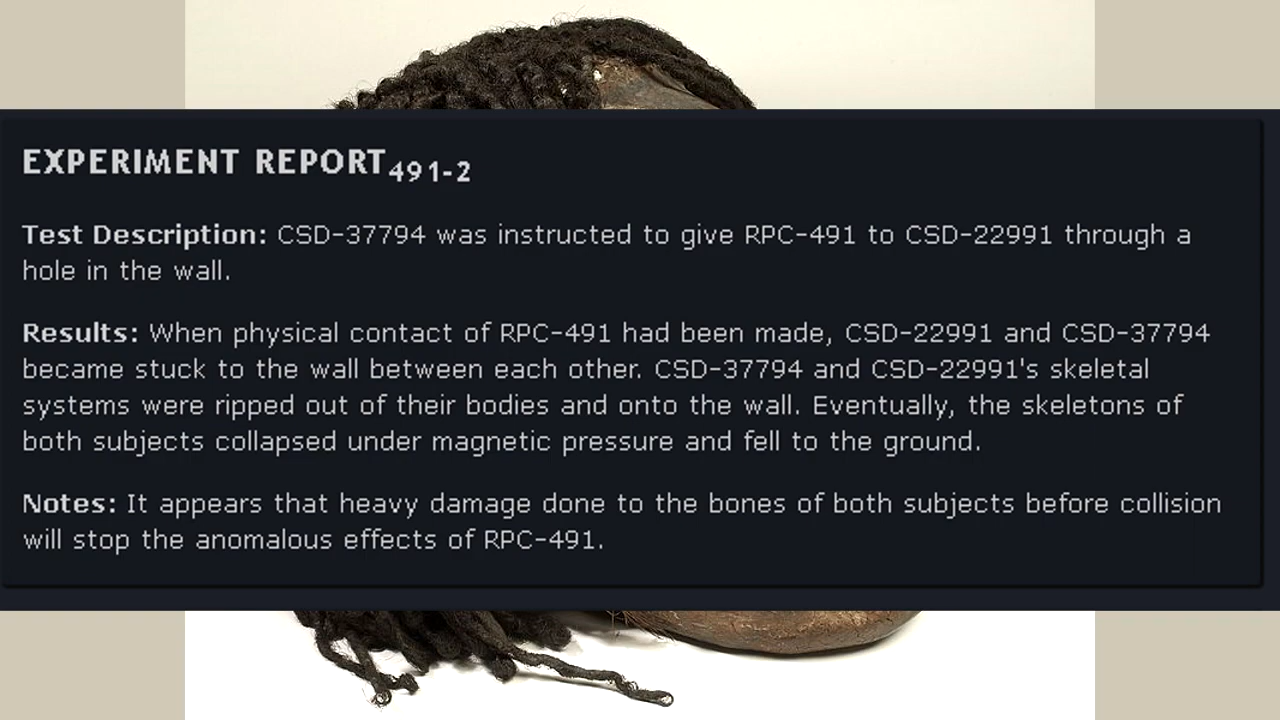 EXPERIMENT REPORT491-2
Test Description: CSD-37794 was instructed to give RPC-491 to CSD-22991 through a
hole in the wall.
Results: When physical contact of RPC-491 had been made, CSD-22991 and CSD-37794
became stuck to the wall between each other. CSD-37794 and CSD-22991's skeletal
systems were ripped out of their bodies and onto the wall. Eventually, the skeletons of
both subjects collapsed under magnetic pressure and fell to the ground.
Notes: It appears that heavy damage done to the bones of both subjects before collision
will stop the anomalous effects of RPC-491.